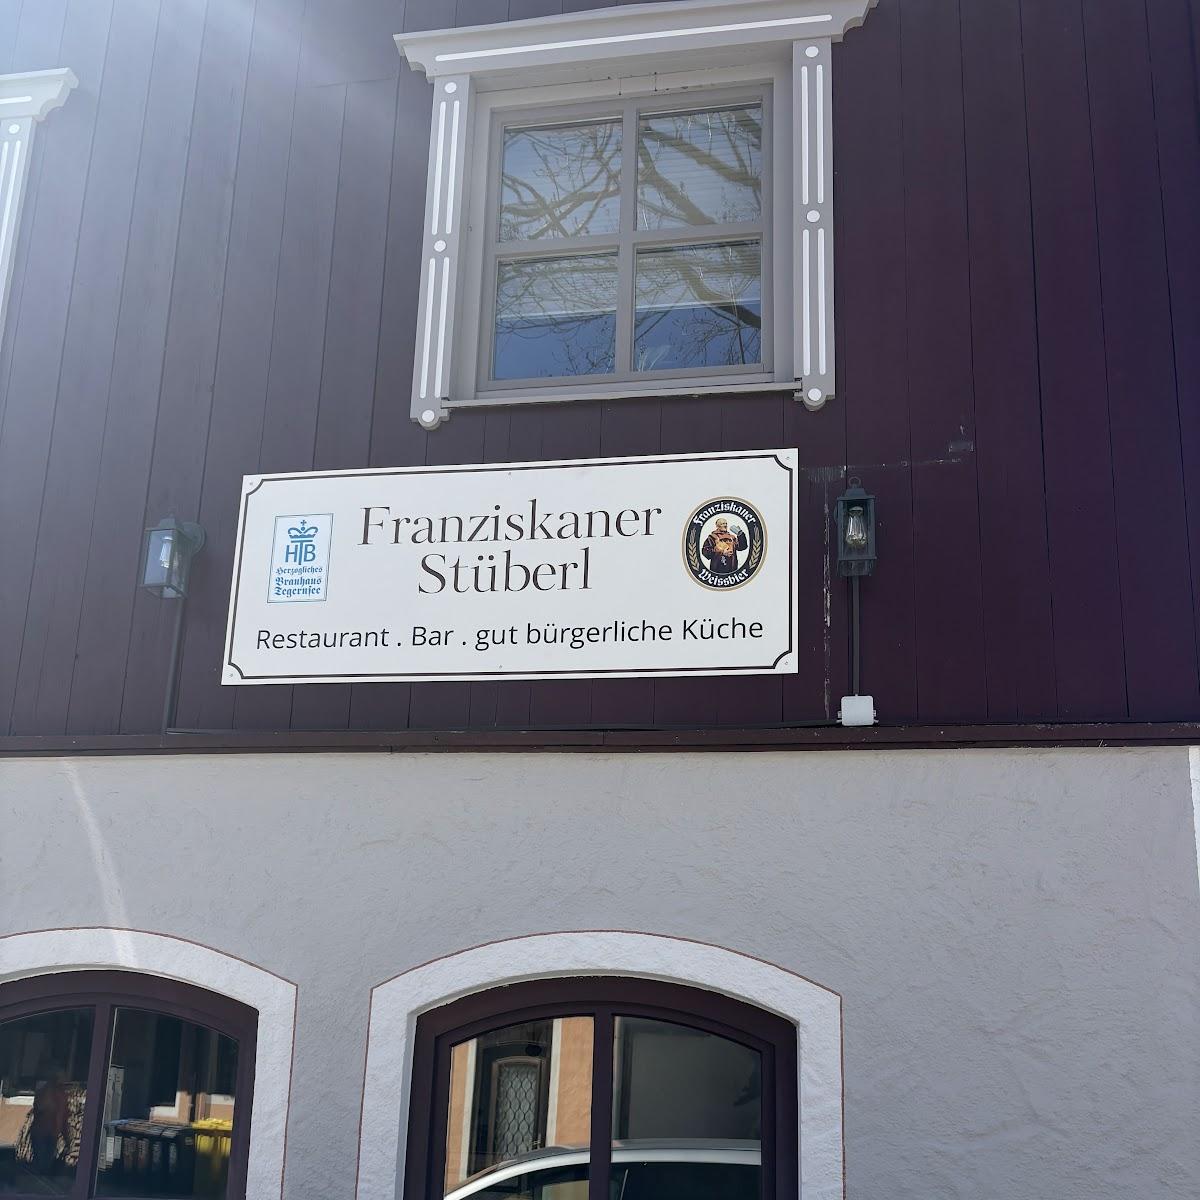 Franziskaner
Stüberl
Restaurant . Bar . gut bürgerliche Küche
HTB
Herzogliches
Brauhaus
Tegernsee
Franziskaner
Weissbier